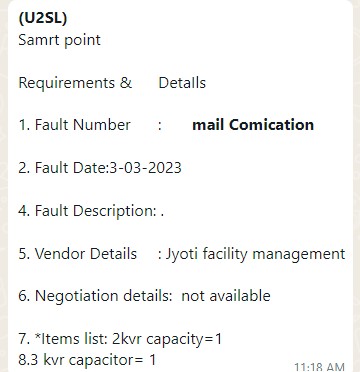 (U2SL)
Samrt point
Requirements & Detalls
1. Fault Number : mail Comication
2. Fault Date:3-03-2023
4. Fault Description: .
5. Vendor Details : Jyoti facility management
6. Negotiation details: not available
7. *Items list: 2kvr capacity=1
8.3 kvr capacitor= 1
11:18 AM